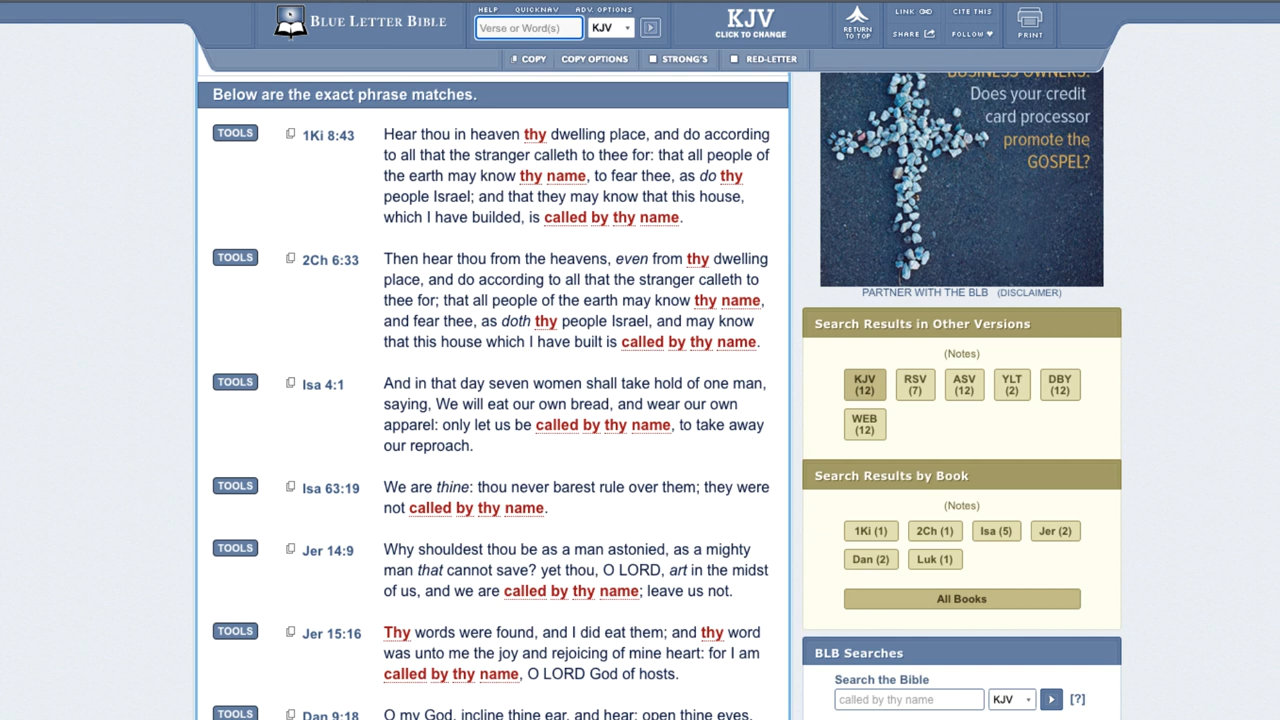 HELP QUICKNAV ADV. OPTIONS
BLUE LETTER BIBLE
Verse or Word(s) KJV
KJV
CLICK TO CHANGE
RETURN
TO TOP
LINK
CITE THIS
SHARE
FOLLOW
PRINT
COPY COPY OPTIONS STRONG'S RED-LETTER
Below are the exact phrase matches.
TOOLS 1Ki 8:43 Hear thou in heaven thy dwelling place, and do according
to all that the stranger calleth to thee for: that all people of
the earth may know thy name, to fear thee, as do thy
people Israel; and that they may know that this house,
which I have builded, is called by thy name.
TOOLS 2Ch 6:33 Then hear thou from the heavens, even from thy dwelling
place, and do according to all that the stranger calleth to
thee for; that all people of the earth may know thy name,
and fear thee, as doth thy people Israel, and may know
that this house which I have built is called by thy name.
TOOLS Isa 4:1 And in that day seven women shall take hold of one man,
saying, We will eat our own bread, and wear our own
apparel: only let us be called by thy name, to take away
our reproach.
TOOLS Isa 63:19 We are thine: thou never barest rule over them; they were
not called by thy name.
TOOLS Jer 14:9 Why shouldest thou be as a man astonied, as a mighty
man that cannot save? yet thou, O LORD, art in the midst
of us, and we are called by thy name; leave us not.
TOOLS Jer 15:16 Thy words were found, and I did eat them; and thy word
was unto me the joy and rejoicing of mine heart: for I am
called by thy name, O LORD God of hosts.
TOOLS Dan 9:18 O my God, incline thine ear, and hear; open thine eyes,
BUSINESS OWNERS:
Does your credit
card processor
promote the
GOSPEL?
PARTNER WITH THE BLB (DISCLAIMER)
Search Results in Other Versions
(Notes)
KJV
(12)
RSV
(7)
ASV
(12)
YLT
(2)
DBY
(12)
WEB
(12)
Search Results by Book
(Notes)
1Ki (1) 2Ch (1) Isa (5) Jer (2)
Dan (2) Luk (1)
All Books
BLB Searches
Search the Bible
called by thy name KJV [?]